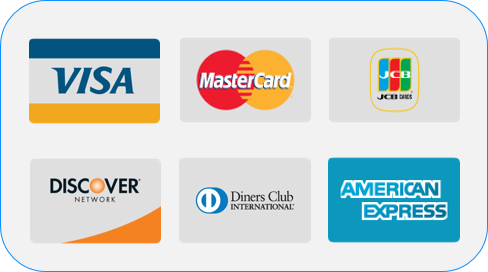 VISA
MasterCard
JCB
JCB CARDS
DISCOVER
NETWORK
Diners Club
INTERNATIONAL
AMERICAN
EXPRESS